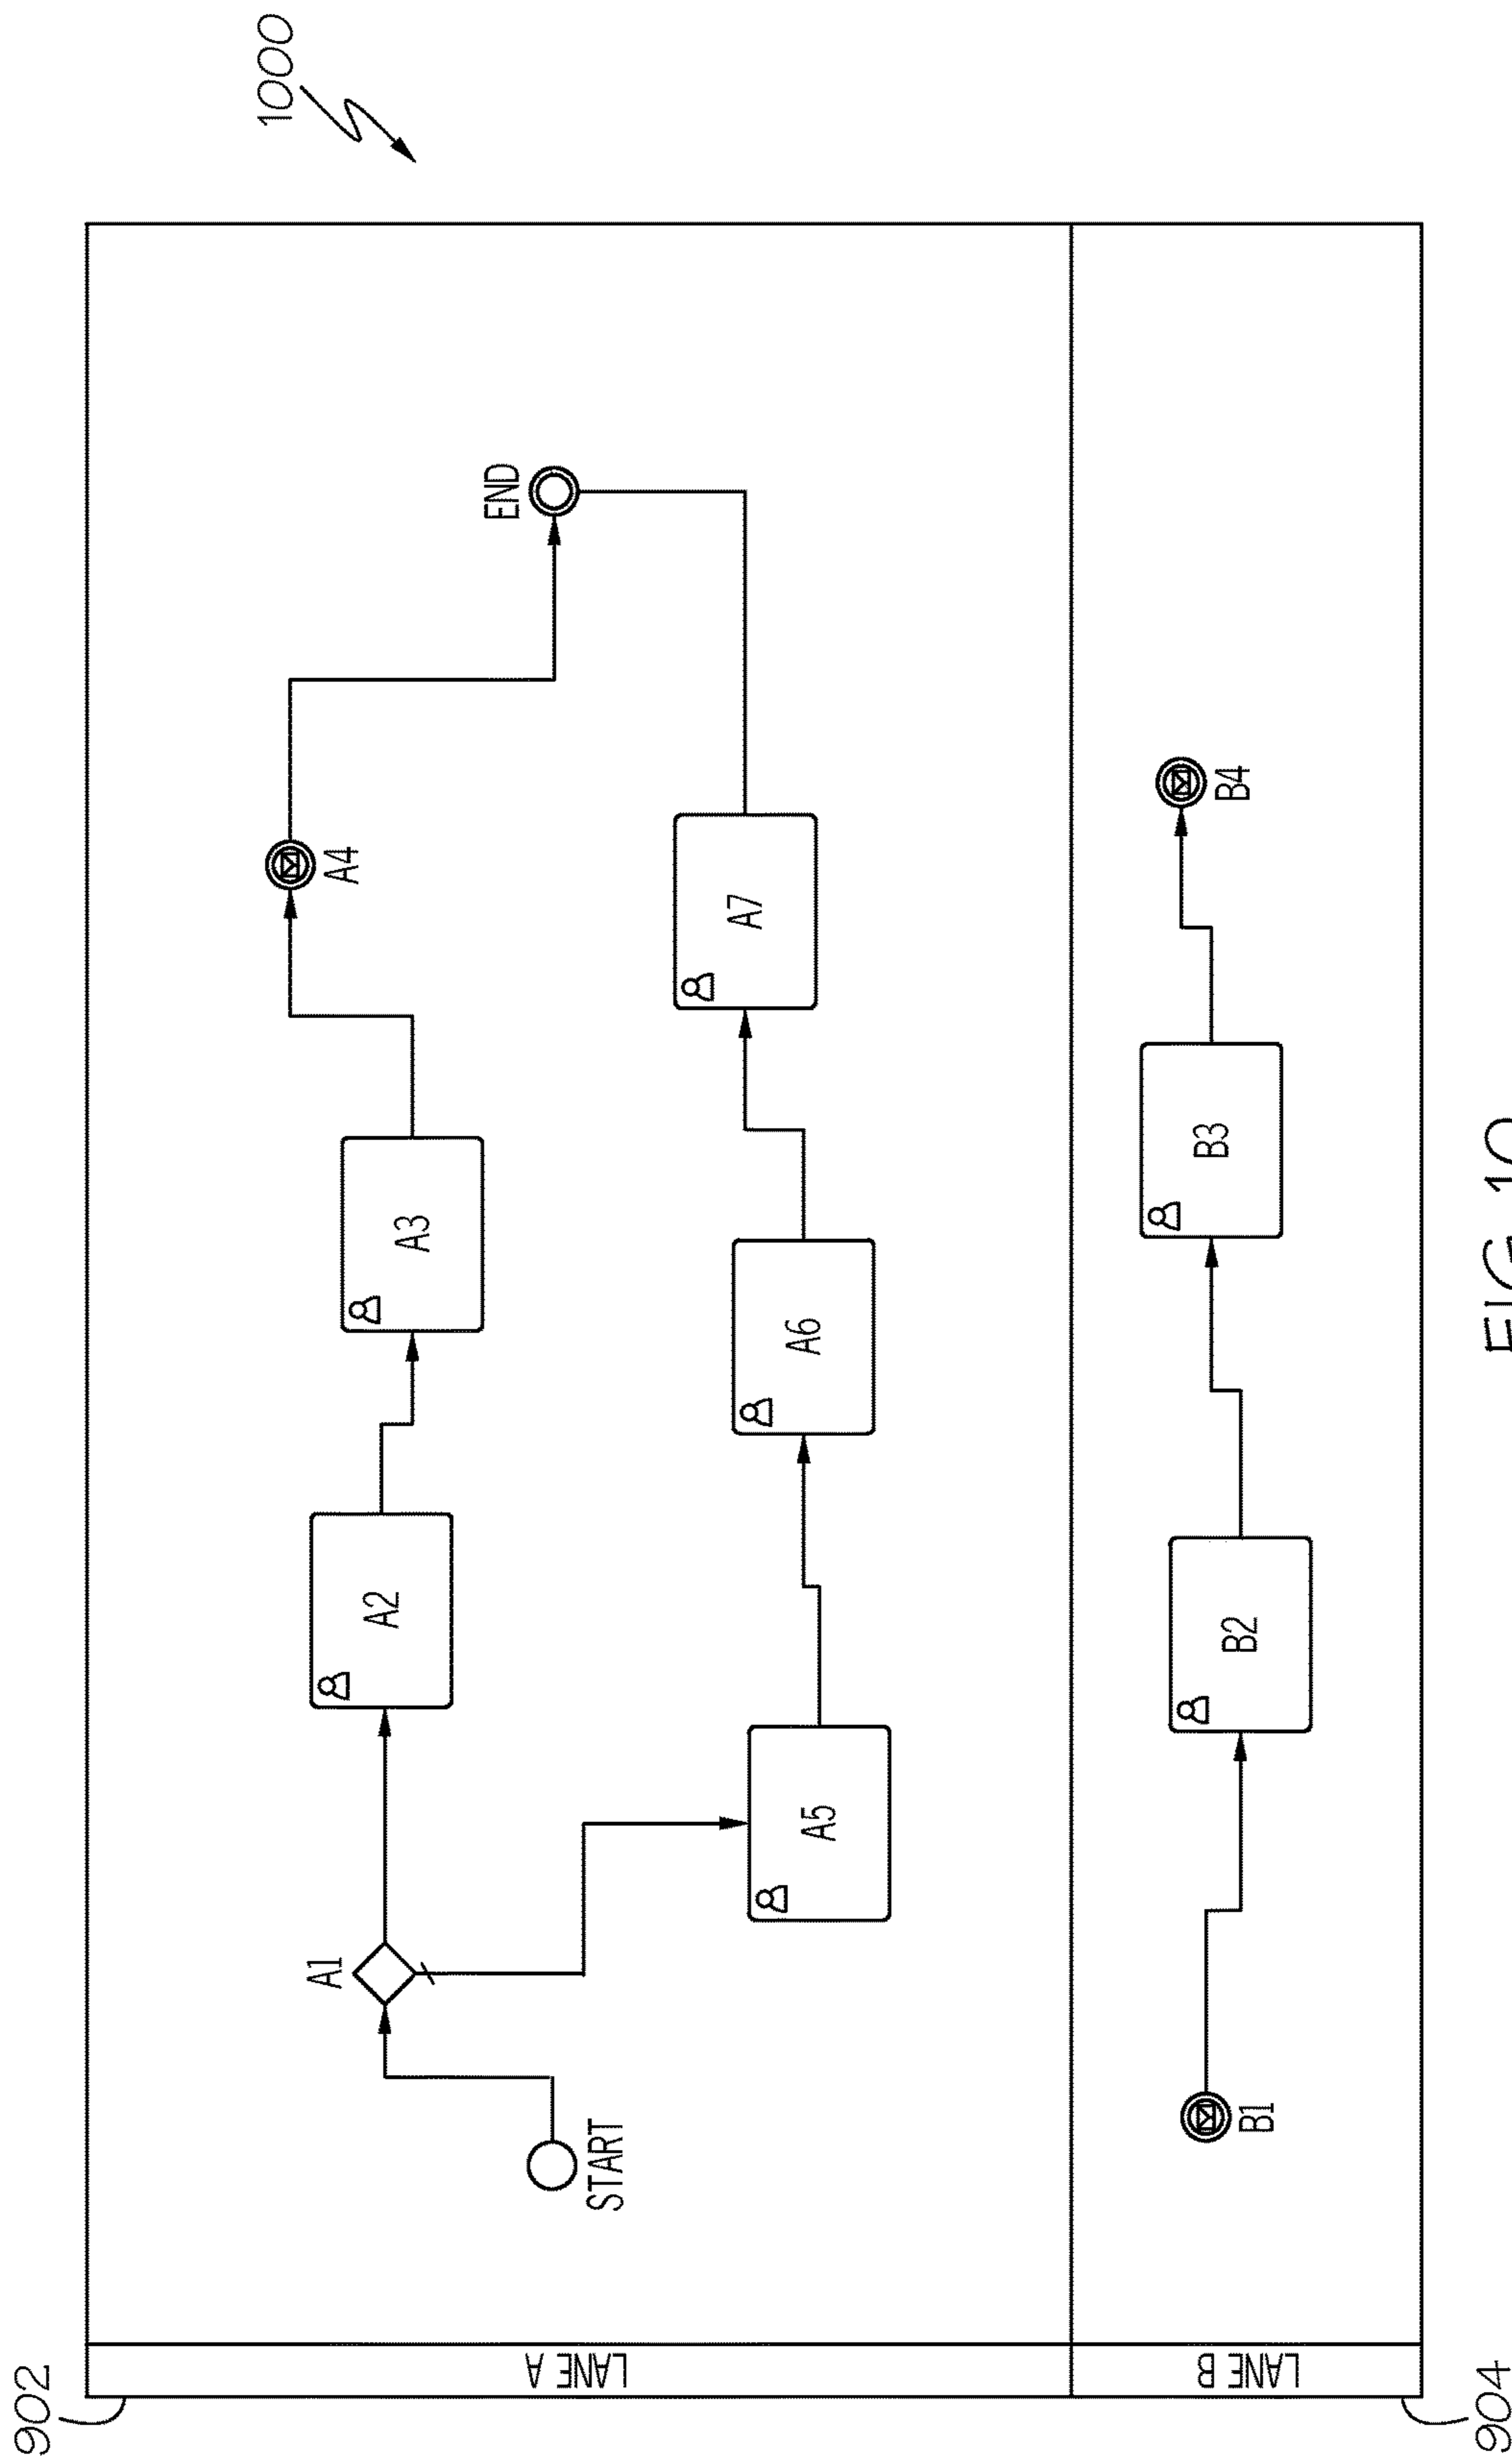 1000
902
LANE A
START
A1
A2
A3
A4
END
A5
A6
A7
904
LANE B
B1
B2
B3
B4
FIG. 10